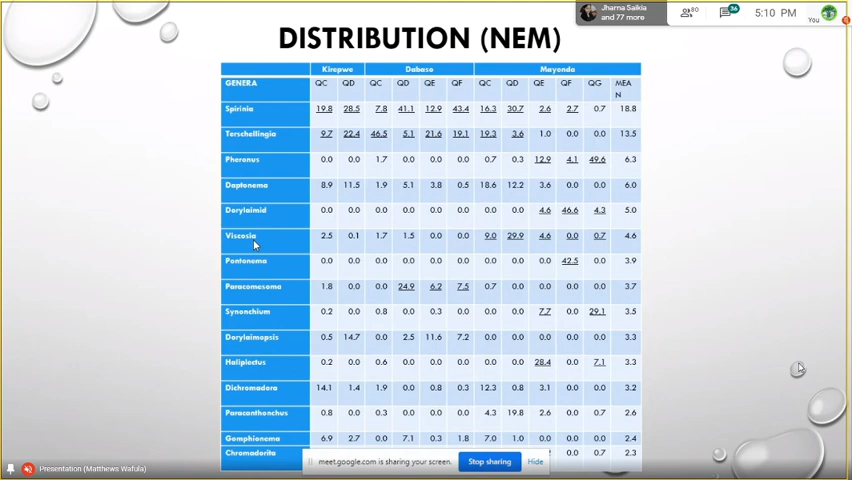 Jharna Saikia
and 77 more
80
36
5:10 PM
You
DISTRIBUTION (NEM)
Kirepwe Dabaso Mayonda
GENERA QC QD QC QD QE QF QC QD QE QF QG MEAN
Spirinia 19.8 28.5 7.8 41.1 12.9 43.4 16.3 30.7 2.6 2.7 0.7 18.8
Terschellingia 9.7 22.4 46.5 5.1 21.6 19.1 19.3 3.6 1.0 0.0 0.0 13.5
Pheronus 0.0 0.0 1.7 0.0 0.0 0.0 0.7 0.3 12.9 4.1 49.6 6.3
Daptonema 8.9 11.5 1.9 5.1 3.8 0.5 18.6 12.2 3.6 0.0 0.0 6.0
Dorylaimid 0.0 0.0 0.0 0.0 0.0 0.0 0.0 0.0 4.6 46.6 4.3 5.0
Viscosia 2.5 0.1 1.7 1.5 0.0 0.0 9.0 29.9 4.6 0.0 0.7 4.6
Pontonema 0.0 0.0 0.0 0.0 0.0 0.0 0.0 0.0 0.0 42.5 0.0 3.9
Paracomesoma 1.8 0.0 0.0 24.9 6.2 7.5 0.7 0.0 0.0 0.0 0.0 3.7
Synonchium 0.2 0.0 0.8 0.0 0.3 0.0 0.0 0.0 7.7 0.0 29.1 3.5
Dorylaimopsis 0.5 14.7 0.0 2.5 11.6 7.2 0.0 0.0 0.0 0.0 0.0 3.3
Haliplectus 0.2 0.0 0.6 0.0 0.0 0.0 0.0 0.0 28.4 0.0 7.1 3.3
Dichromadora 14.1 1.4 1.9 0.0 0.8 0.3 12.3 0.8 3.1 0.0 0.0 3.2
Paracanthonchus 0.8 0.0 0.3 0.0 0.0 0.0 4.3 19.8 2.6 0.0 0.7 2.6
Gomphionema 6.9 2.7 0.0 7.1 0.3 1.8 7.0 1.0 0.0 0.0 0.0 2.4
Chromadorita 0.0 0.7 2.3
meet.google.com is sharing your screen. Stop sharing Hide
Presentation (Matthews Wafula)